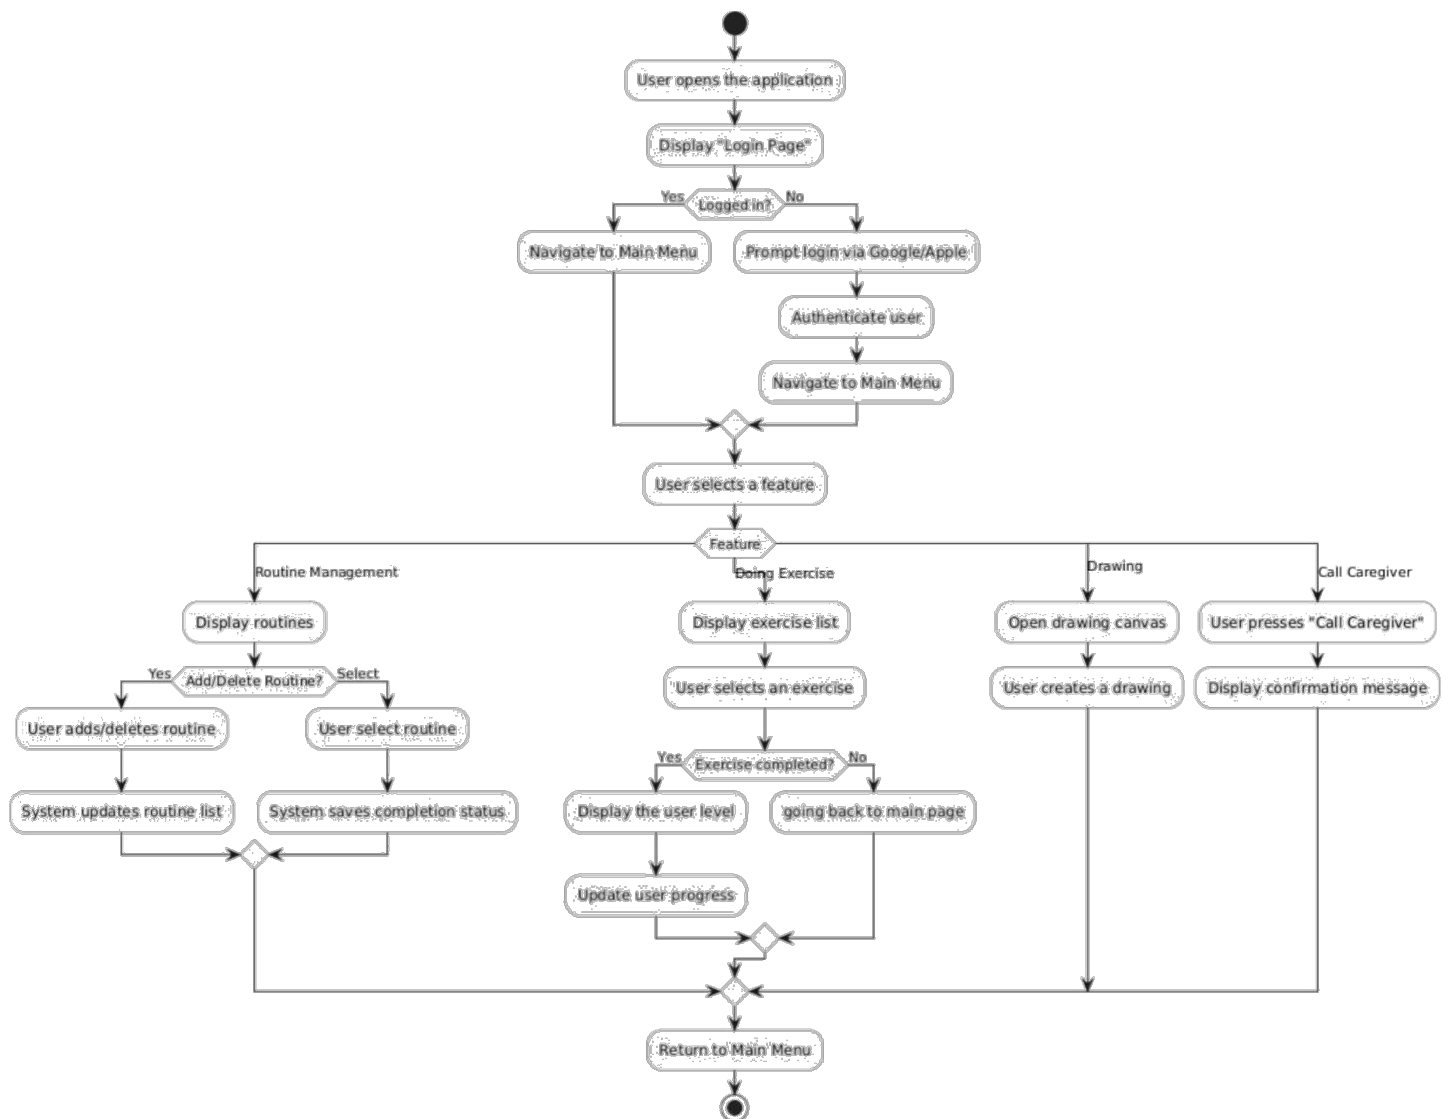 User opens the application
Display "Login Page"
Logged in?
Yes
No
Navigate to Main Menu
Prompt login via Google/Apple
Authenticate user
Navigate to Main Menu
User selects a feature
Feature
Routine Management
Display routines
Add/Delete Routine?
Yes
Select
User adds/deletes routine
User select routine
System updates routine list
System saves completion status
Doing Exercise
Display exercise list
User selects an exercise
Exercise completed?
Yes
No
Display the user level
going back to main page
Update user progress
Drawing
Open drawing canvas
User creates a drawing
Call Caregiver
User presses "Call Caregiver"
Display confirmation message
Return to Main Menu